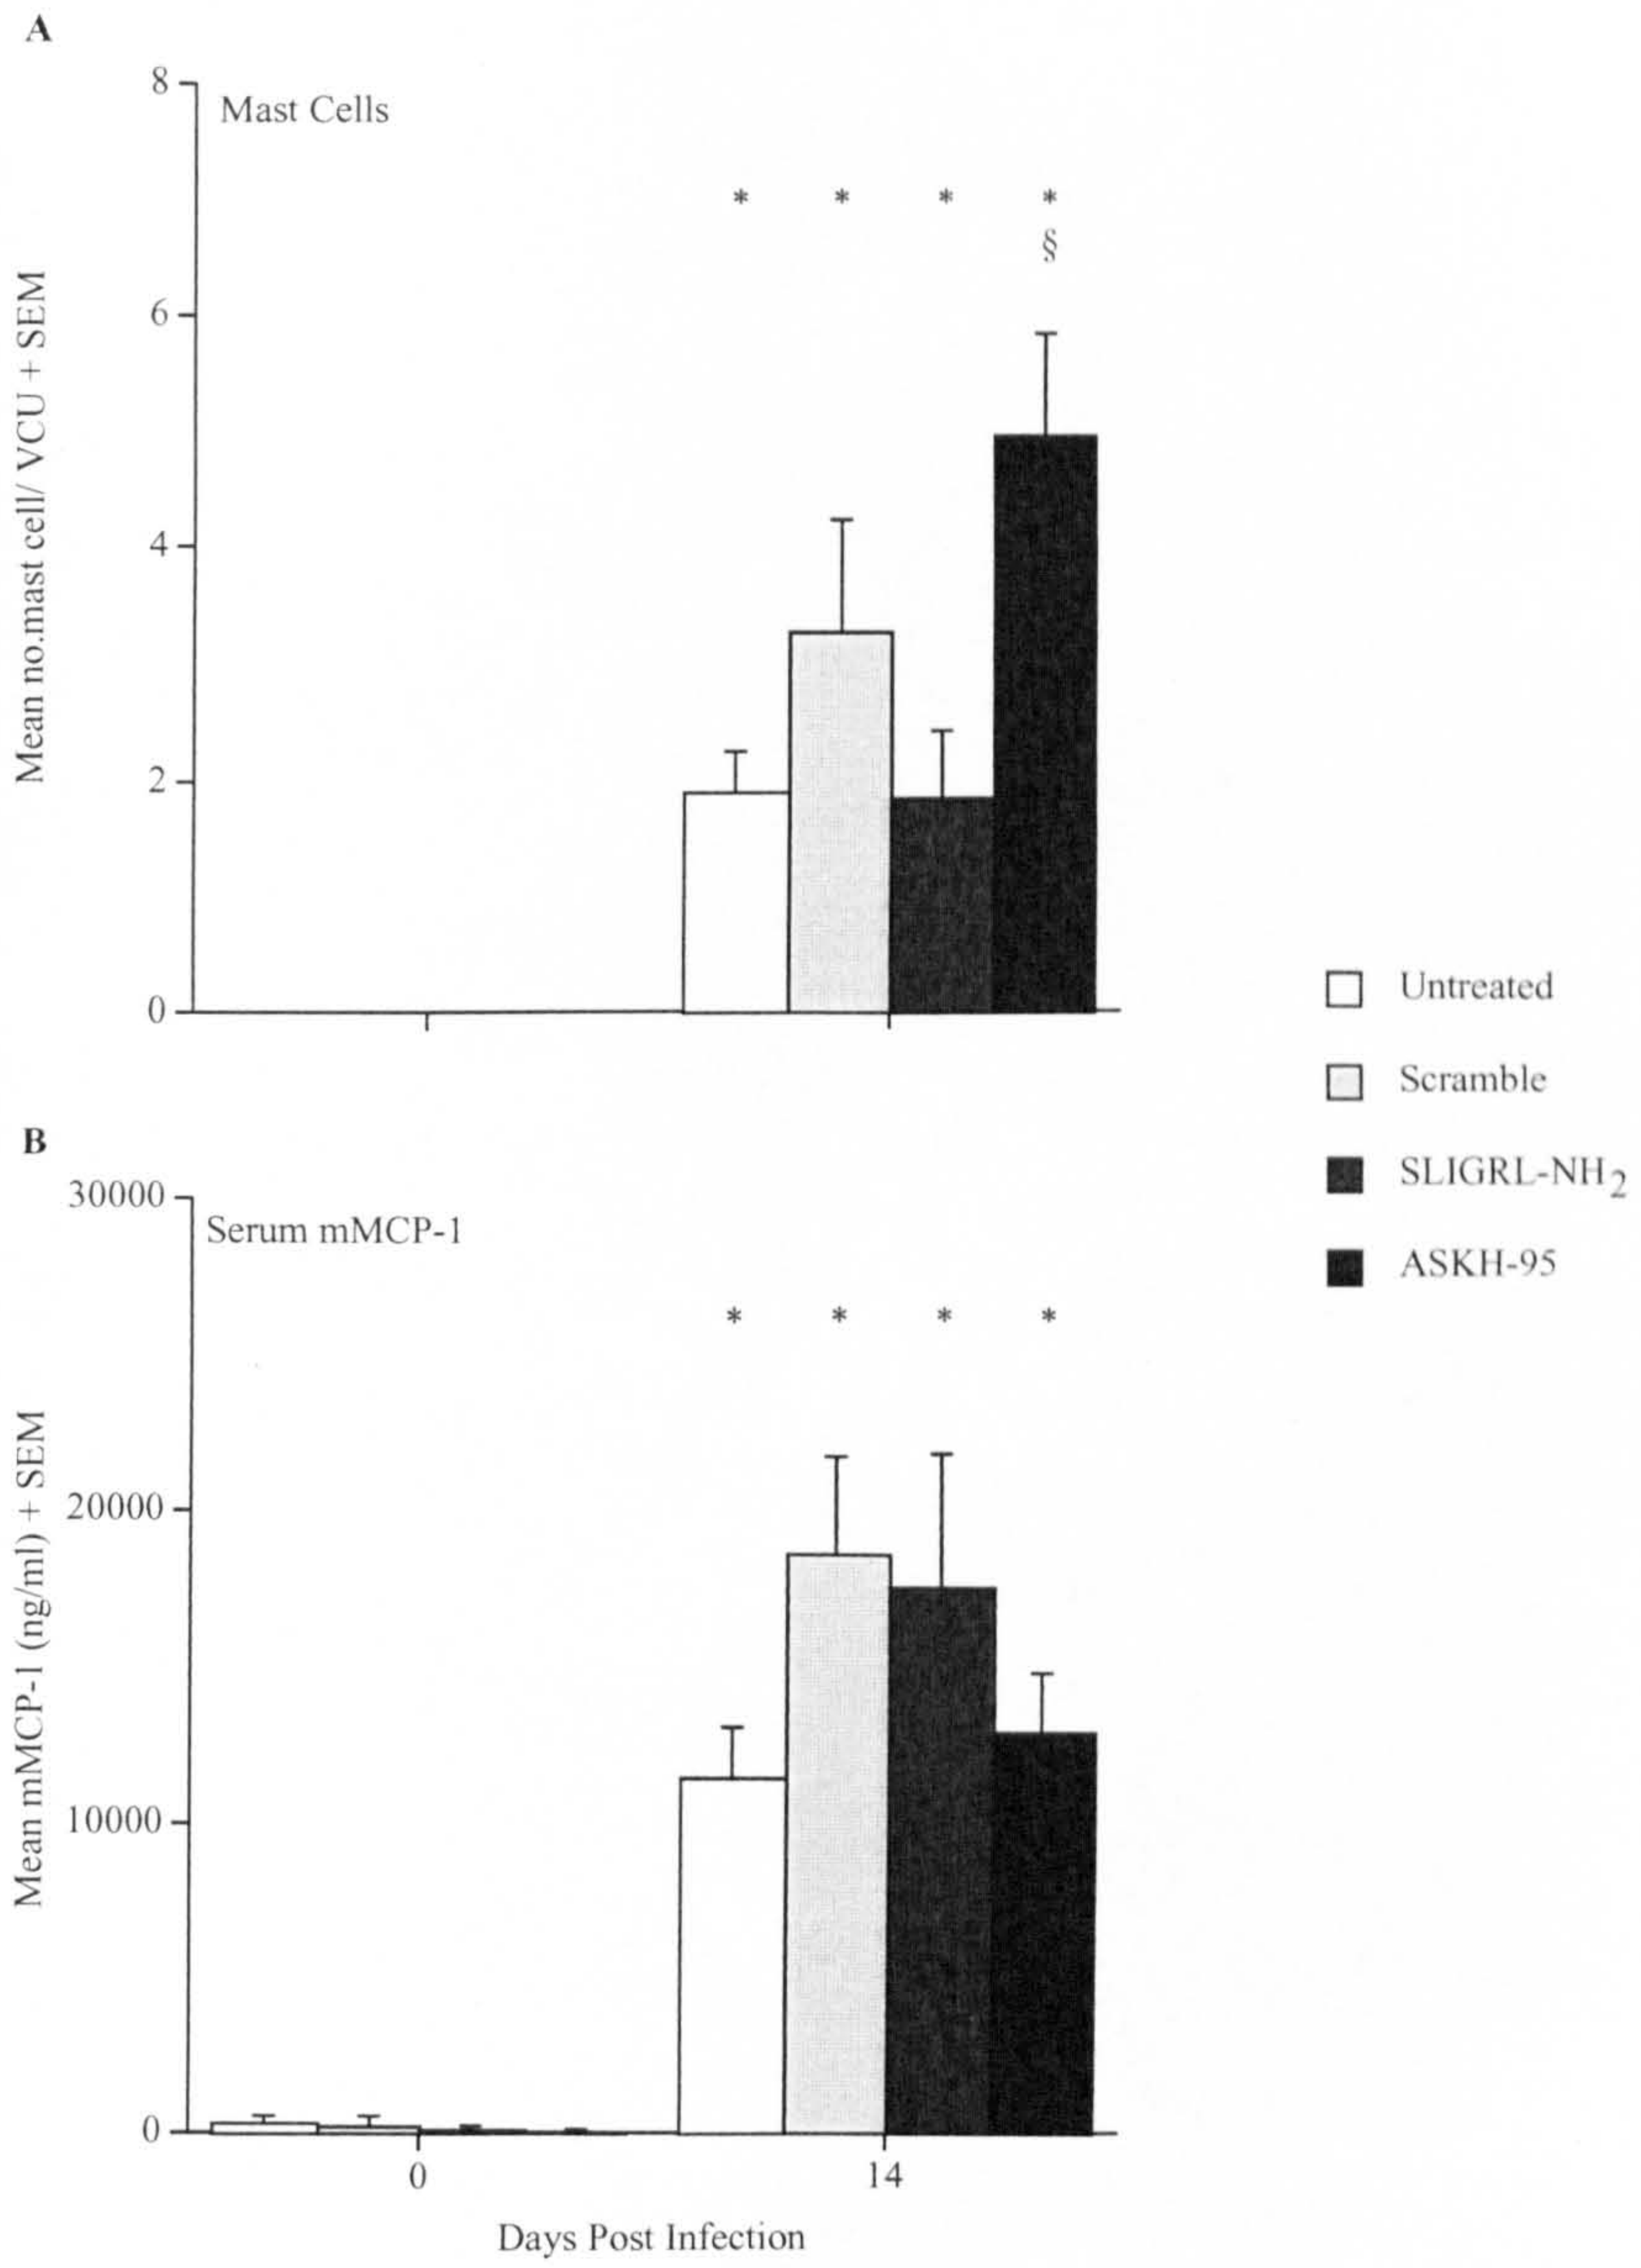 A
8
Mast Cells
* * * *
§
6
4
2
0
Mean no.mast cell/ VCU + SEM
Untreated
Scramble
SLIGRL-NH2
ASKH-95
B
30000
Serum mMCP-1
* * * *
20000
10000
0
Mean mMCP-1 (ng/ml) + SEM
0 14
Days Post Infection